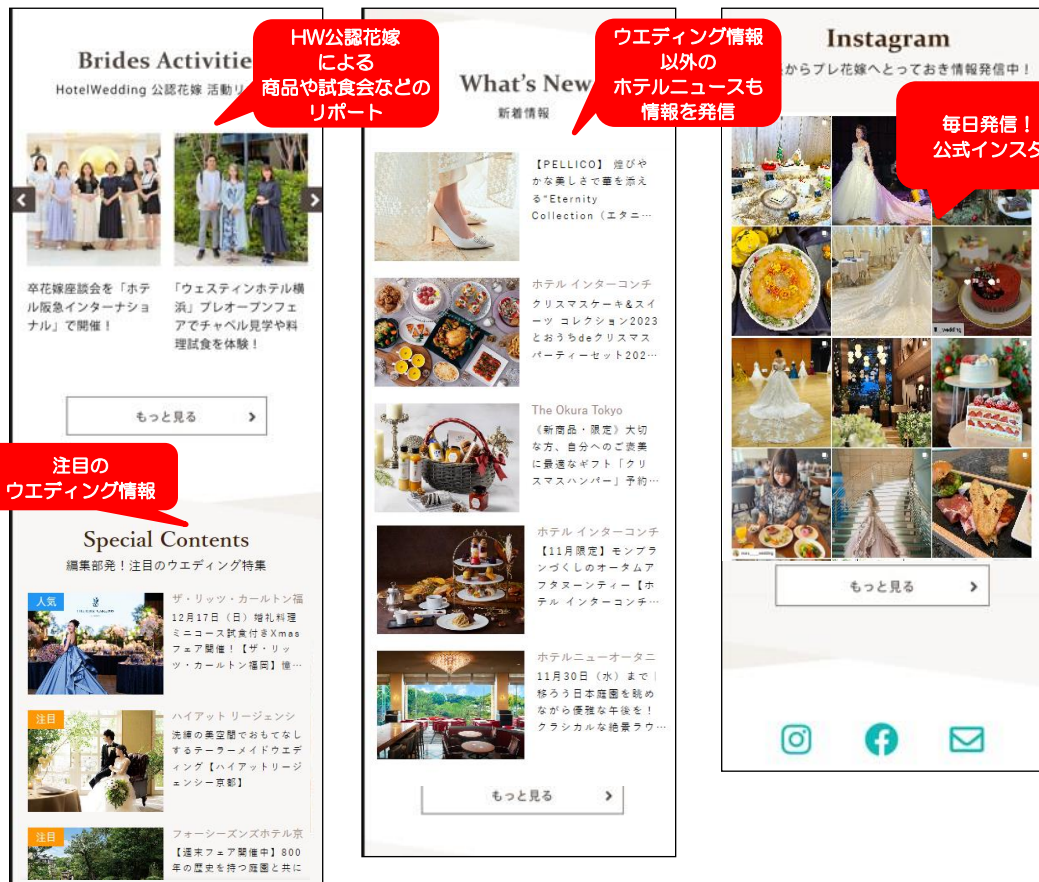 HW公認花嫁
による
商品や試食会などの
リポート
Brides Activitie
HotelWedding 公認花嫁 活動リ
卒花嫁座談会を「ホテ
ル阪急インターナショ
ナル」で開催！
「ウェスティンホテル横
浜」プレオープンフェ
アでチャペル見学や料
理試食を体験！
もっと見る
注目の
ウエディング情報
Special Contents
編集部発！注目のウエディング特集
人気
ザ・リッツ・カールトン福
12月17日（日）婚礼料理
ミニコース試食付きXmas
フェア開催！【ザ・リッ
ツ・カールトン福岡】憧…
注目
ハイアット リージェンシ
洗練の美空間でおもてなし
するテーラーメイドウエデ
ィング【ハイアットリージ
ェンシー京都】
注目
フォーシーズンズホテル京
【週末フェア開催中】800
年の歴史を持つ庭園と共に
ウエディング情報
以外の
ホテルニュースも
情報を発信
What's New
新着情報
【PELLICO】 煌びや
かな美しさで華を添え
る"Eternity
Collection（エタニ…
ホテル インターコンチ
クリスマスケーキ&スイ
ーツ コレクション2023
とおうちdeクリスマス
パーティーセット202…
The Okura Tokyo
《新商品・限定》大切
な方、自分へのご褒美
に最適なギフト「クリ
スマスハンパー」予約…
ホテル インターコンチ
【11月限定】モンブラ
ンづくしのオータムア
フタヌーンティー【ホ
テル インターコンチ…
ホテルニューオータニ
11月30日（水）まで｜
移ろう日本庭園を眺め
ながら優雅な午後を！
クラシカルな絶景ラウ…
もっと見る
Instagram
からプレ花嫁へとっておき情報発信中！
毎日発信！
公式インスタ
もっと見る